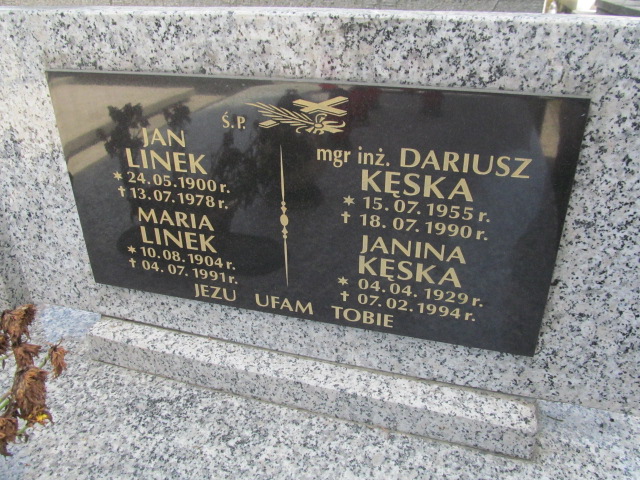 Ś.P.
JAN
LINEK
* 24.05.1900 r.
† 13.07.1978 r.
MARIA
LINEK
* 10.08.1904 r.
† 04.07.1991 r.
mgr inż. DARIUSZ
KĘSKA
* 15.07.1955 r.
† 18.07.1990 r.
JANINA
KĘSKA
* 04.04.1929 r.
† 07.02.1994 r.
JEZU UFAM TOBIE